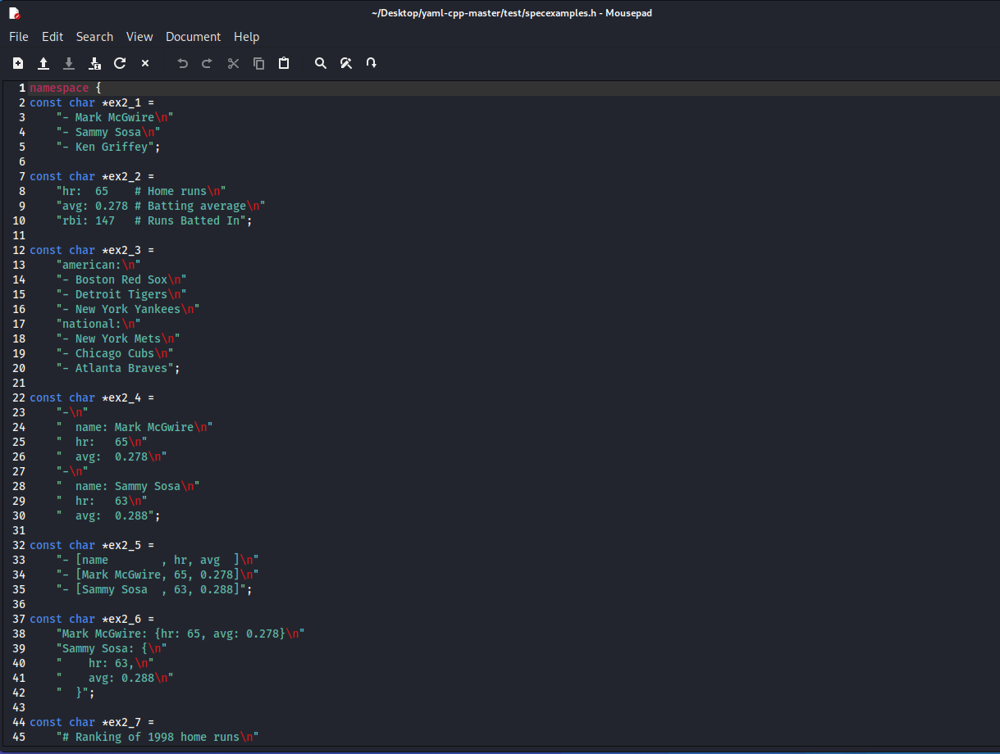 ~/Desktop/yaml-cpp-master/test/specexamples.h - Mousepad
File Edit Search View Document Help
1 namespace {
2 const char *ex2_1 =
3     "- Mark McGwire\n"
4     "- Sammy Sosa\n"
5     "- Ken Griffey";
6
7 const char *ex2_2 =
8     "hr:  65    # Home runs\n"
9     "avg: 0.278 # Batting average\n"
10     "rbi: 147   # Runs Batted In";
11
12 const char *ex2_3 =
13     "american:\n"
14     "- Boston Red Sox\n"
15     "- Detroit Tigers\n"
16     "- New York Yankees\n"
17     "national:\n"
18     "- New York Mets\n"
19     "- Chicago Cubs\n"
20     "- Atlanta Braves";
21
22 const char *ex2_4 =
23     "-\n"
24     "  name: Mark McGwire\n"
25     "  hr:   65\n"
26     "  avg:  0.278\n"
27     "-\n"
28     "  name: Sammy Sosa\n"
29     "  hr:   63\n"
30     "  avg:  0.288";
31
32 const char *ex2_5 =
33     "- [name        , hr, avg  ]\n"
34     "- [Mark McGwire, 65, 0.278]\n"
35     "- [Sammy Sosa  , 63, 0.288]";
36
37 const char *ex2_6 =
38     "Mark McGwire: {hr: 65, avg: 0.278}\n"
39     "Sammy Sosa: {\n"
40     "    hr: 63,\n"
41     "    avg: 0.288\n"
42     "  }";
43
44 const char *ex2_7 =
45     "# Ranking of 1998 home runs\n"